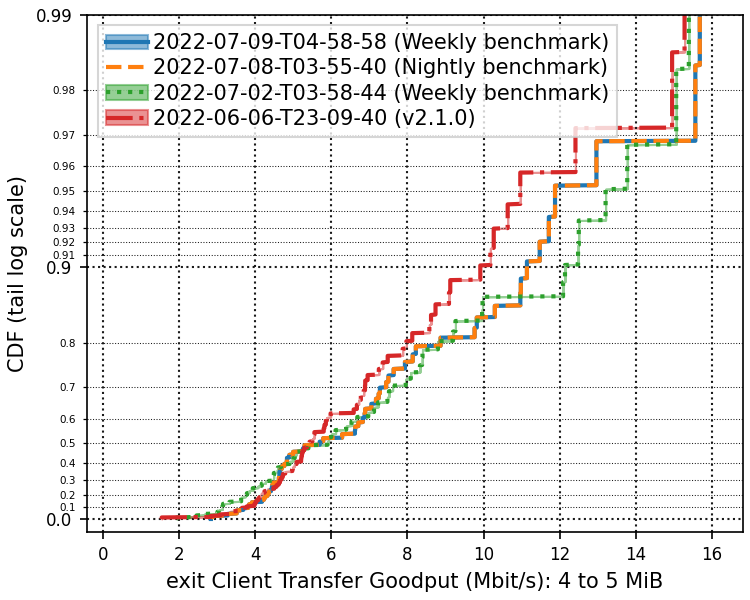 0.99
2022-07-09-T04-58-58 (Weekly benchmark)
2022-07-08-T03-55-40 (Nightly benchmark)
2022-07-02-T03-58-44 (Weekly benchmark)
2022-06-06-T23-09-40 (v2.1.0)
0.98
0.97
0.96
0.95
0.94
0.93
0.92
0.91
0.9
0.8
0.7
0.6
0.5
0.4
0.3
0.2
0.1
0.0
CDF (tail log scale)
0 2 4 6 8 10 12 14 16
exit Client Transfer Goodput (Mbit/s): 4 to 5 MiB